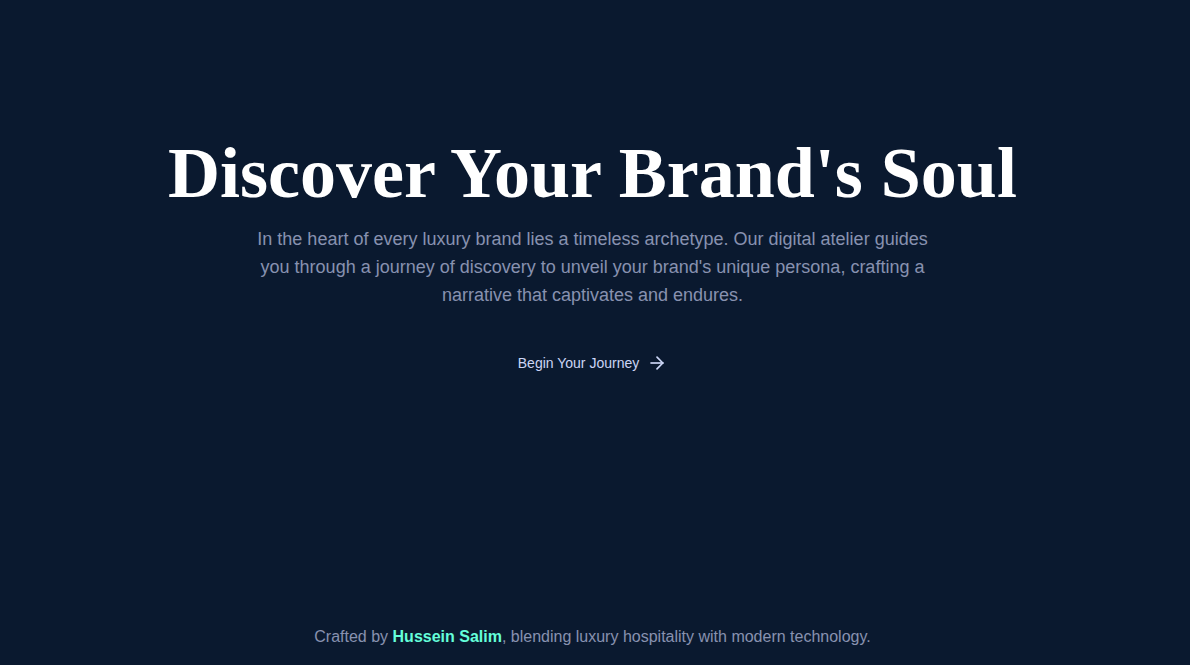 Discover Your Brand's Soul
In the heart of every luxury brand lies a timeless archetype. Our digital atelier guides
you through a journey of discovery to unveil your brand's unique persona, crafting a
narrative that captivates and endures.
Begin Your Journey
Crafted by Hussein Salim, blending luxury hospitality with modern technology.